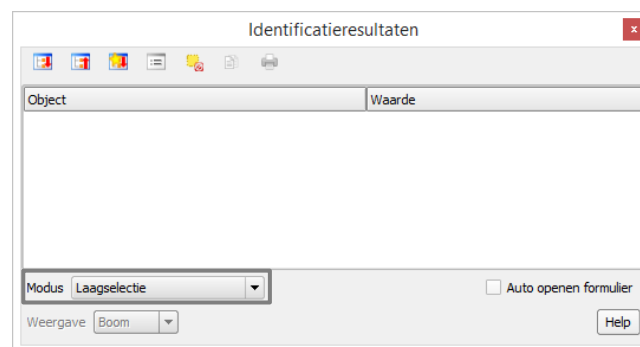 Identificatieresultaten
Object Waarde
Modus Laagselectie Auto openen formulier
Weergave Boom Help